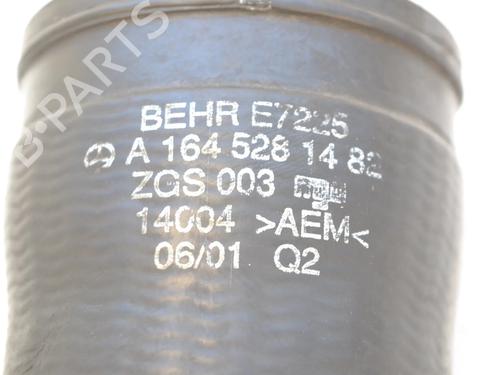 BEHR E7225
A 164 528 14 82
ZGS 003
14004 >AEM<
06/01 Q2
B-PARTS